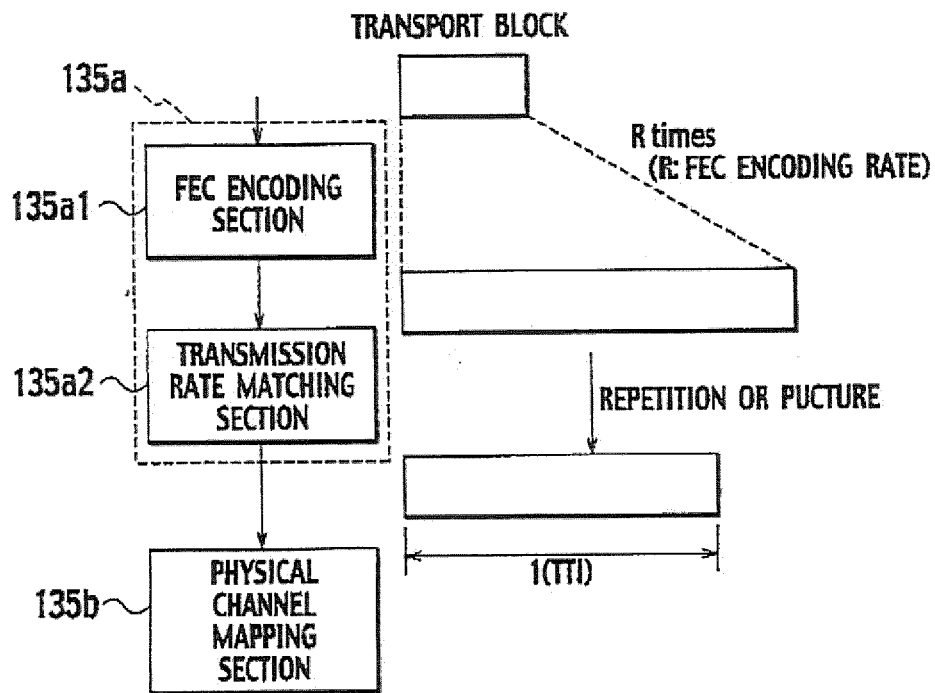 TRANSPORT BLOCK
135a
R times
(R: FEC ENCODING RATE)
135a1
FEC ENCODING
SECTION
135a2
TRANSMISSION
RATE MATCHING
SECTION
REPETITION OR PUCTURE
1(TTI)
135b
PHYSICAL
CHANNEL
MAPPING
SECTION